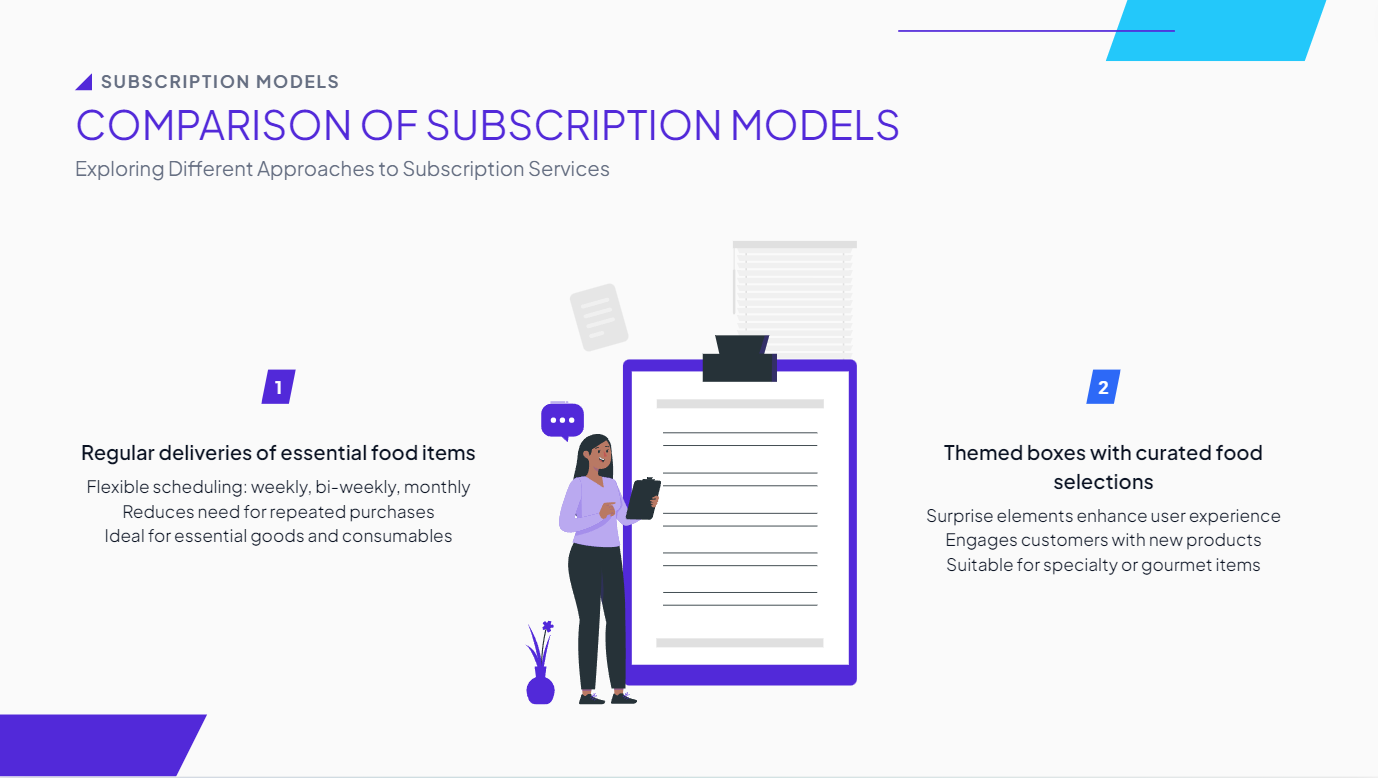 SUBSCRIPTION MODELS
COMPARISON OF SUBSCRIPTION MODELS
Exploring Different Approaches to Subscription Services
1
Regular deliveries of essential food items
Flexible scheduling: weekly, bi-weekly, monthly
Reduces need for repeated purchases
Ideal for essential goods and consumables
2
Themed boxes with curated food
selections
Surprise elements enhance user experience
Engages customers with new products
Suitable for specialty or gourmet items